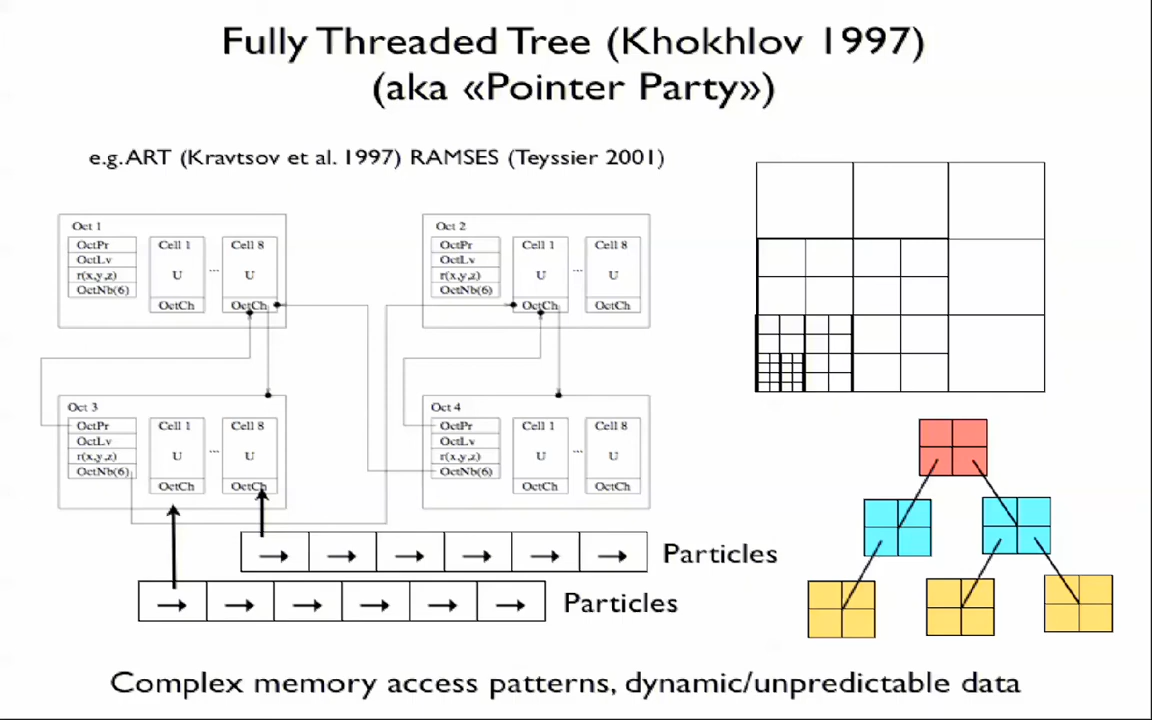 Fully Threaded Tree (Khokhlov 1997)
(aka «Pointer Party»)
e.g. ART (Kravtsov et al. 1997) RAMSES (Teyssier 2001)
Oct 1
OctPr
OctLv
r(x,y,z)
OctNb(6)
Cell 1
U
OctCh
...
Cell 8
U
OctCh
Oct 2
OctPr
OctLv
r(x,y,z)
OctNb(6)
Cell 1
U
OctCh
...
Cell 8
U
OctCh
Oct 3
OctPr
OctLv
r(x,y,z)
OctNb(6)
Cell 1
U
OctCh
...
Cell 8
U
OctCh
Oct 4
OctPr
OctLv
r(x,y,z)
OctNb(6)
Cell 1
U
OctCh
...
Cell 8
U
OctCh
Particles
Particles
Complex memory access patterns, dynamic/unpredictable data